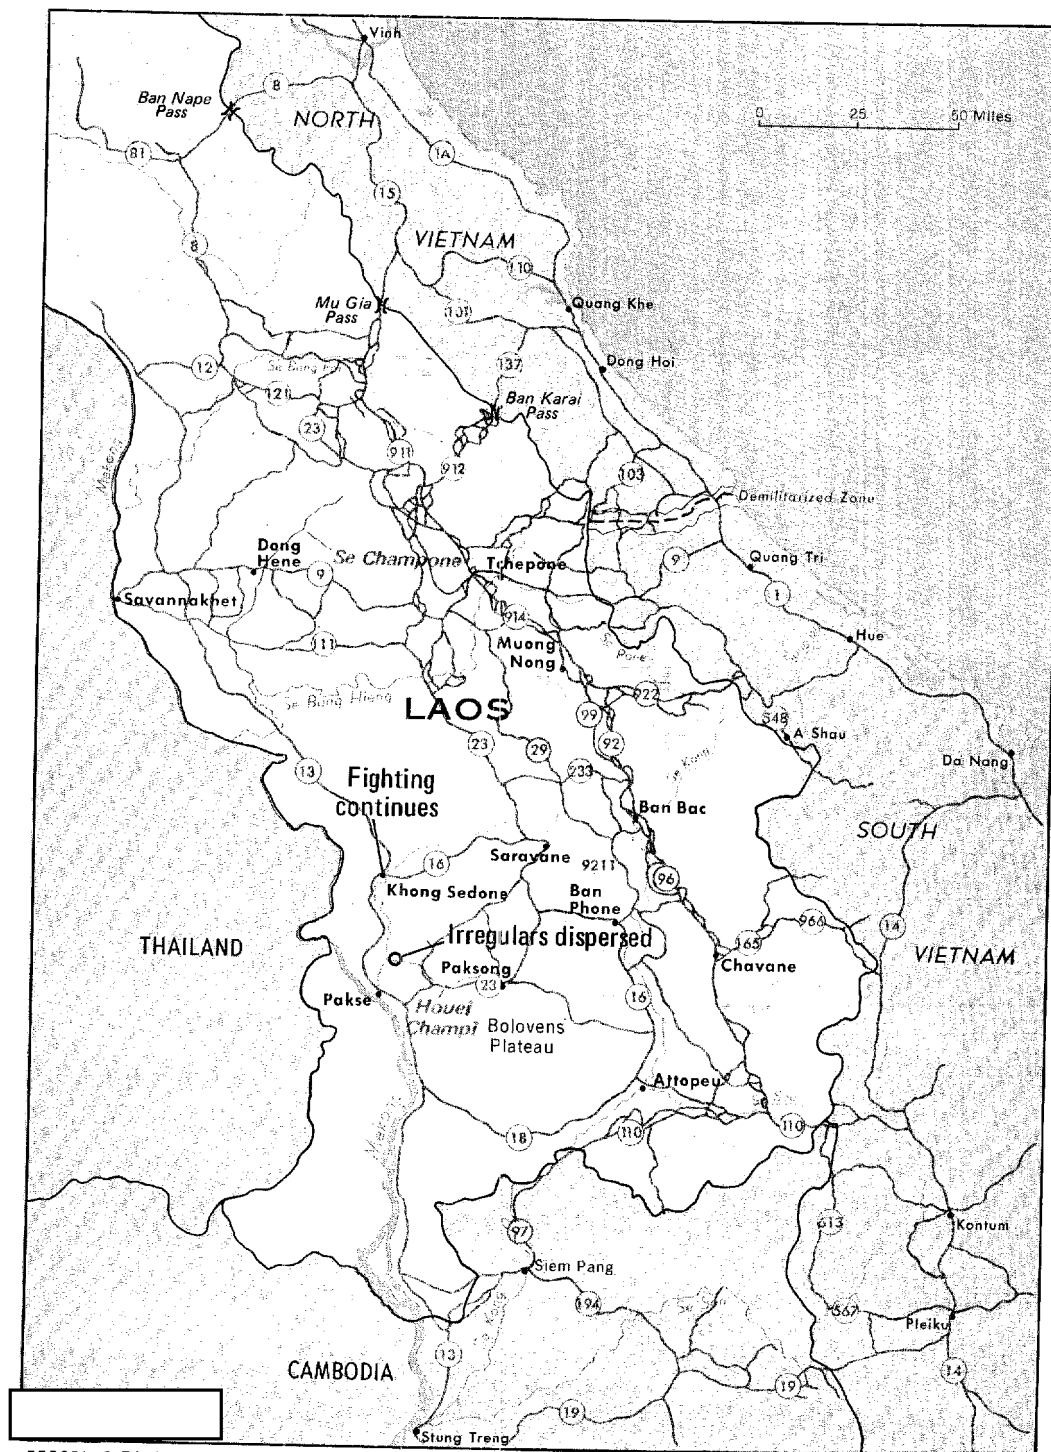 Vinh
Ban Nape
Pass
8
NORTH
0 25 50 Miles
81
1A
15
8
VIETNAM
110
Mu Gia
Pass
101
Quang Khe
12
137
Dong Hoi
121
Ban Karai
Pass
23
911
912
103
Demilitarized Zone
Dong
Hene
Se Champone
Tchepone
9
9
Quang Tri
Savannakhet
1
914
111
Muong
Nong
Hue
Se Bang Hieng
922
LAOS
99
548
A Shau
23
29
92
Da Nang
13
233
Se Kong
Fighting
continues
Ban Bac
SOUTH
16
Saravane
9211
96
Khong Sedone
Ban
Phone
966
14
THAILAND
Irregulars dispersed
165
VIETNAM
Paksong
Chavane
23
Pakse
16
Houei
Champi
Bolovens
Plateau
Attopeu
Mekong
18
110
110
613
Kontum
97
Siem Pang
194
567
Pleiku
13
CAMBODIA
19
14
19
Stung Treng